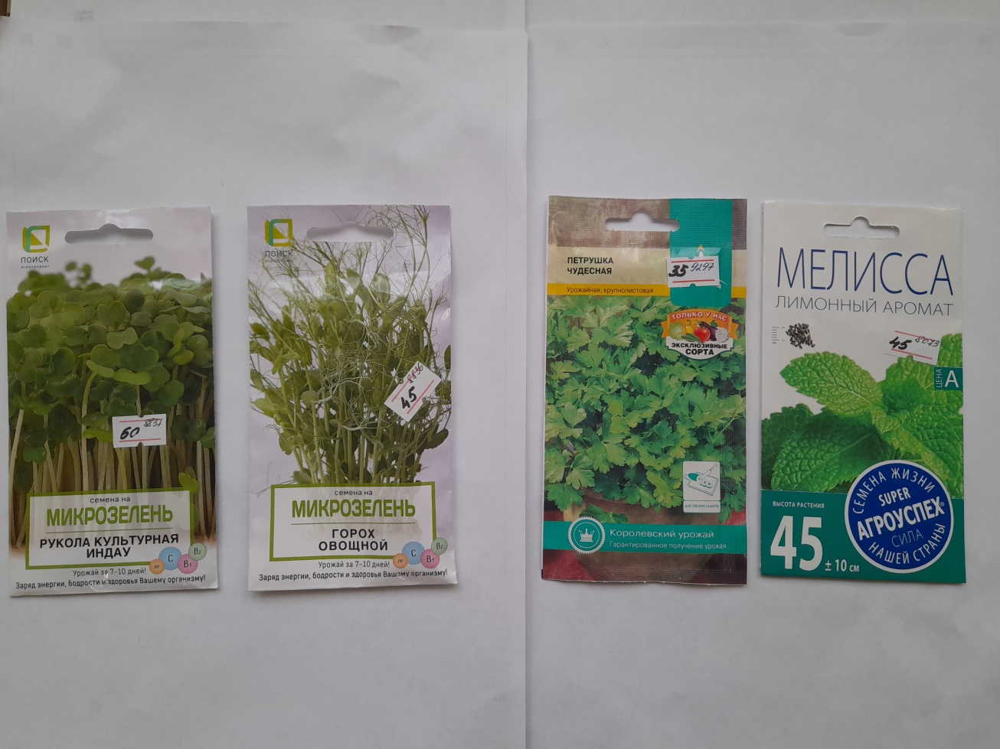 ПОИСК
Агрохолдинг
60 8837
семена на
МИКРОЗЕЛЕНЬ
РУКОЛА КУЛЬТУРНАЯ
ИНДАУ
PP C B1 B2
Урожай за 7-10 дней!
Заряд энергии, бодрости и здоровья Вашему организму!
ПОИСК
45 8836
семена на
МИКРОЗЕЛЕНЬ
ГОРОХ
ОВОЩНОЙ
PP C B1 B2
Урожай за 7-10 дней!
Заряд энергии, бодрости и здоровья Вашему организму!
ПЕТРУШКА
ЧУДЕСНАЯ
35 9297
Урожайная, крупнолистовая
ТОЛЬКО У НАС
ЭКСКЛЮЗИВНЫЕ
СОРТА
ДЛЯ СВЕЖИХ САЛАТОВ
Королевский урожай
Гарантированное получение урожая
МЕЛИССА
ЛИМОННЫЙ АРОМАТ
45 8073
ЦЕНА А
ВЫСОТА РАСТЕНИЯ
45 ± 10 см
СЕМЕНА ЖИЗНИ
SUPER
АГРОУСПЕХ®
СИЛА
НАШЕЙ СТРАНЫ